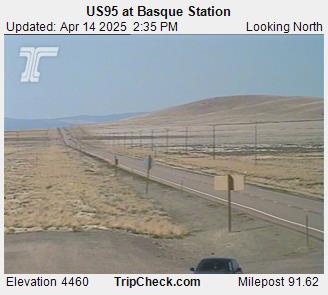 US95 at Basque Station
Updated: Apr 14 2025 2:35 PM Looking North
Elevation 4460 TripCheck.com Milepost 91.62